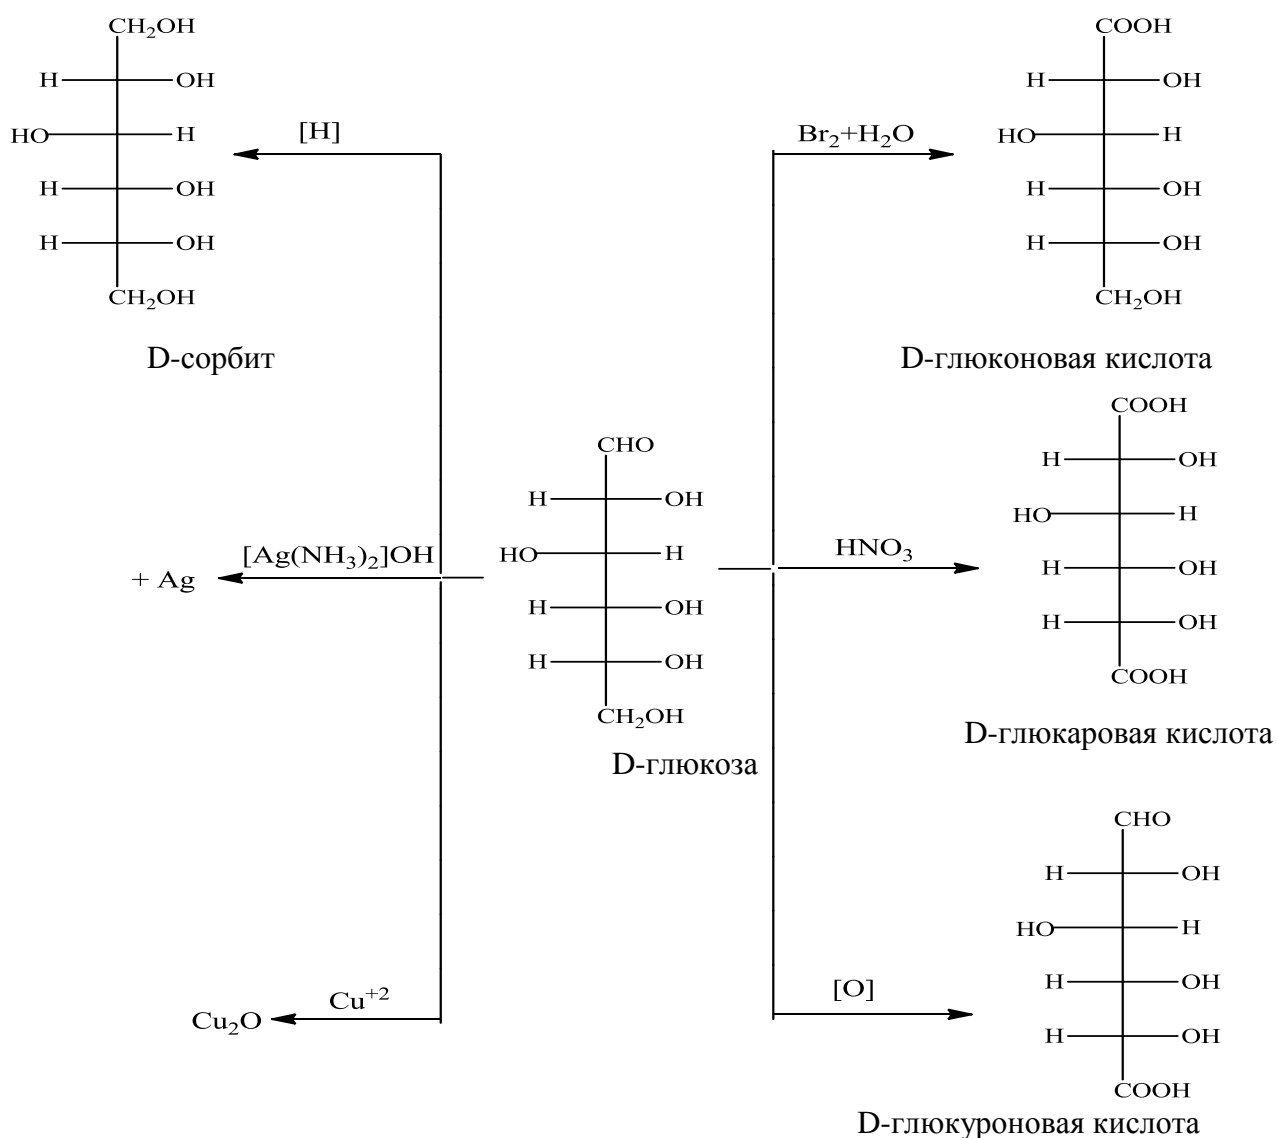 CH₂OH
H OH
HO H
H OH
H OH
CH₂OH
D-сорбит
[H]
Br₂+H₂O
COOH
H OH
HO H
H OH
H OH
CH₂OH
D-глюконовая кислота
[Ag(NH₃)₂]OH
+ Ag
CHO
H OH
HO H
H OH
H OH
CH₂OH
D-глюкоза
HNO₃
COOH
H OH
HO H
H OH
H OH
COOH
D-глюкаровая кислота
Cu⁺²
Cu₂O
[O]
CHO
H OH
HO H
H OH
H OH
COOH
D-глюкуроновая кислота